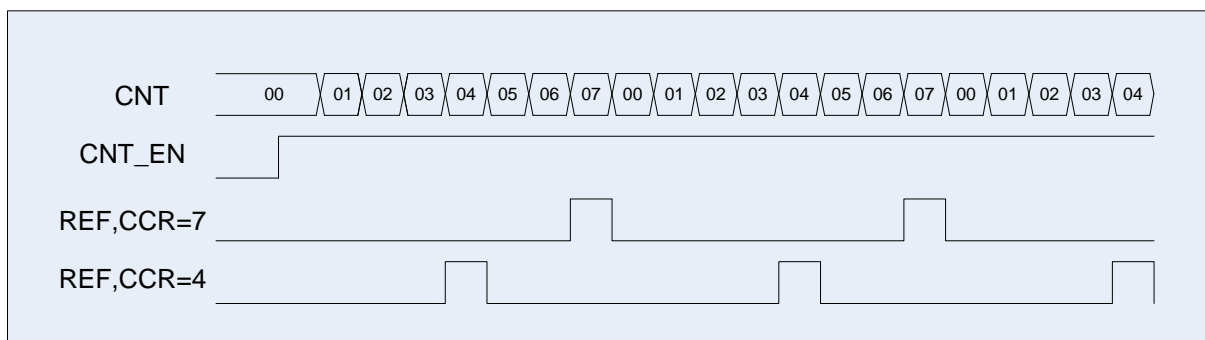 CNT 00 01 02 03 04 05 06 07 00 01 02 03 04 05 06 07 00 01 02 03 04
CNT_EN
REF,CCR=7
REF,CCR=4